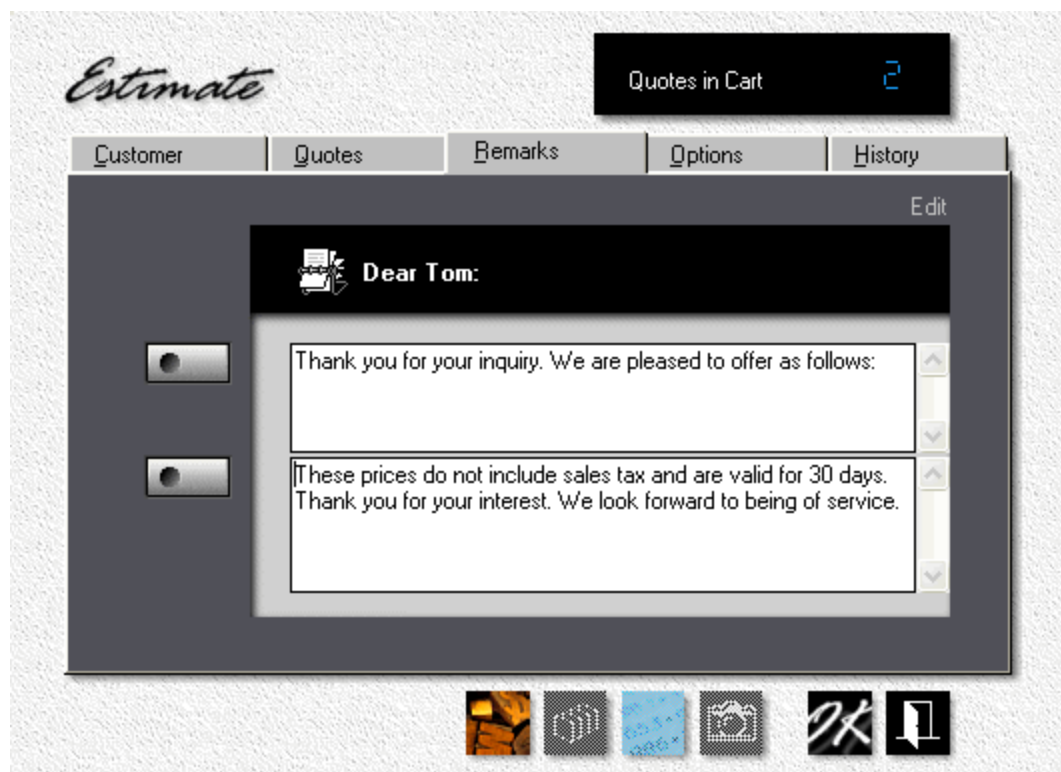 Estimate
Quotes in Cart 2
Customer Quotes Remarks Options History
Edit
Dear Tom:
Thank you for your inquiry. We are pleased to offer as follows:
These prices do not include sales tax and are valid for 30 days.
Thank you for your interest. We look forward to being of service.
OK